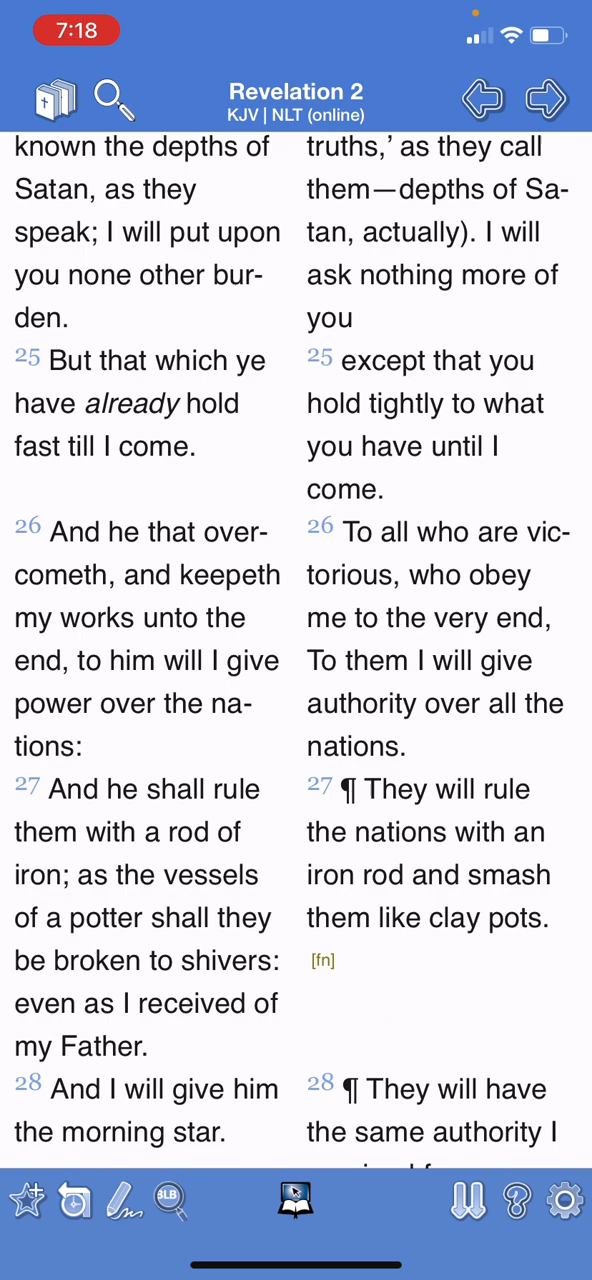 7:18
Revelation 2
KJV | NLT (online)
known the depths of
Satan, as they
speak; I will put upon
you none other bur-
den.
25 But that which ye
have already hold
fast till I come.
26 And he that over-
cometh, and keepeth
my works unto the
end, to him will I give
power over the na-
tions:
27 And he shall rule
them with a rod of
iron; as the vessels
of a potter shall they
be broken to shivers:
even as I received of
my Father.
28 And I will give him
the morning star.
truths,’ as they call
them—depths of Sa-
tan, actually). I will
ask nothing more of
you
25 except that you
hold tightly to what
you have until I
come.
26 To all who are vic-
torious, who obey
me to the very end,
To them I will give
authority over all the
nations.
27 ¶ They will rule
the nations with an
iron rod and smash
them like clay pots.
[fn]
28 ¶ They will have
the same authority I
BLB